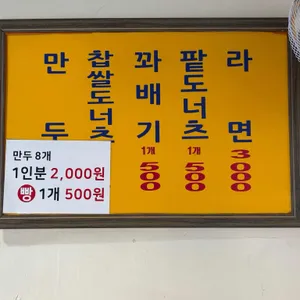 만두
찹쌀도너츠
꽈배기 1개 500
팥도너츠 1개 500
라면 3000
만두 8개
1인분 2,000원
빵 1개 500원